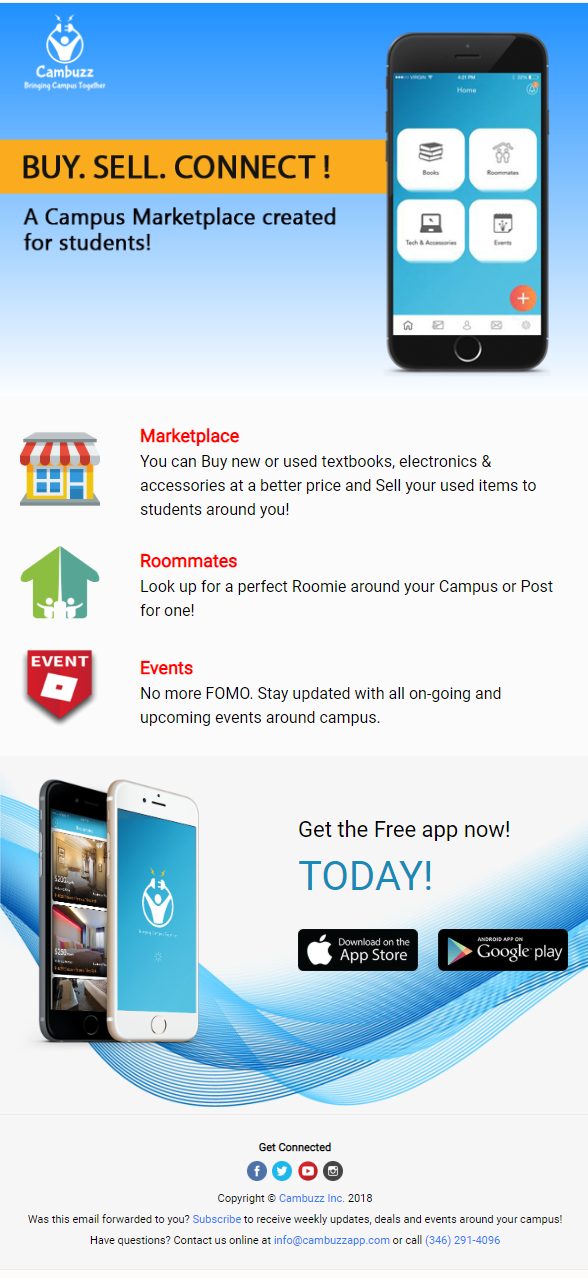 Cambuzz
Bringing Campus Together
VIRGIN
4:21 PM
22%
Home
Books
Roommates
Tech & Accessories
Events
BUY. SELL. CONNECT !
A Campus Marketplace created
for students!
Marketplace
You can Buy new or used textbooks, electronics &
accessories at a better price and Sell your used items to
students around you!
Roommates
Look up for a perfect Roomie around your Campus or Post
for one!
EVENT
Events
No more FOMO. Stay updated with all on-going and
upcoming events around campus.
$200
$250
Bringing Campus Together
Get the Free app now!
TODAY!
Download on the
App Store
ANDROID APP ON
Google play
Get Connected
Copyright © Cambuzz Inc. 2018
Was this email forwarded to you? Subscribe to receive weekly updates, deals and events around your campus!
Have questions? Contact us online at info@cambuzzapp.com or call (346) 291-4096